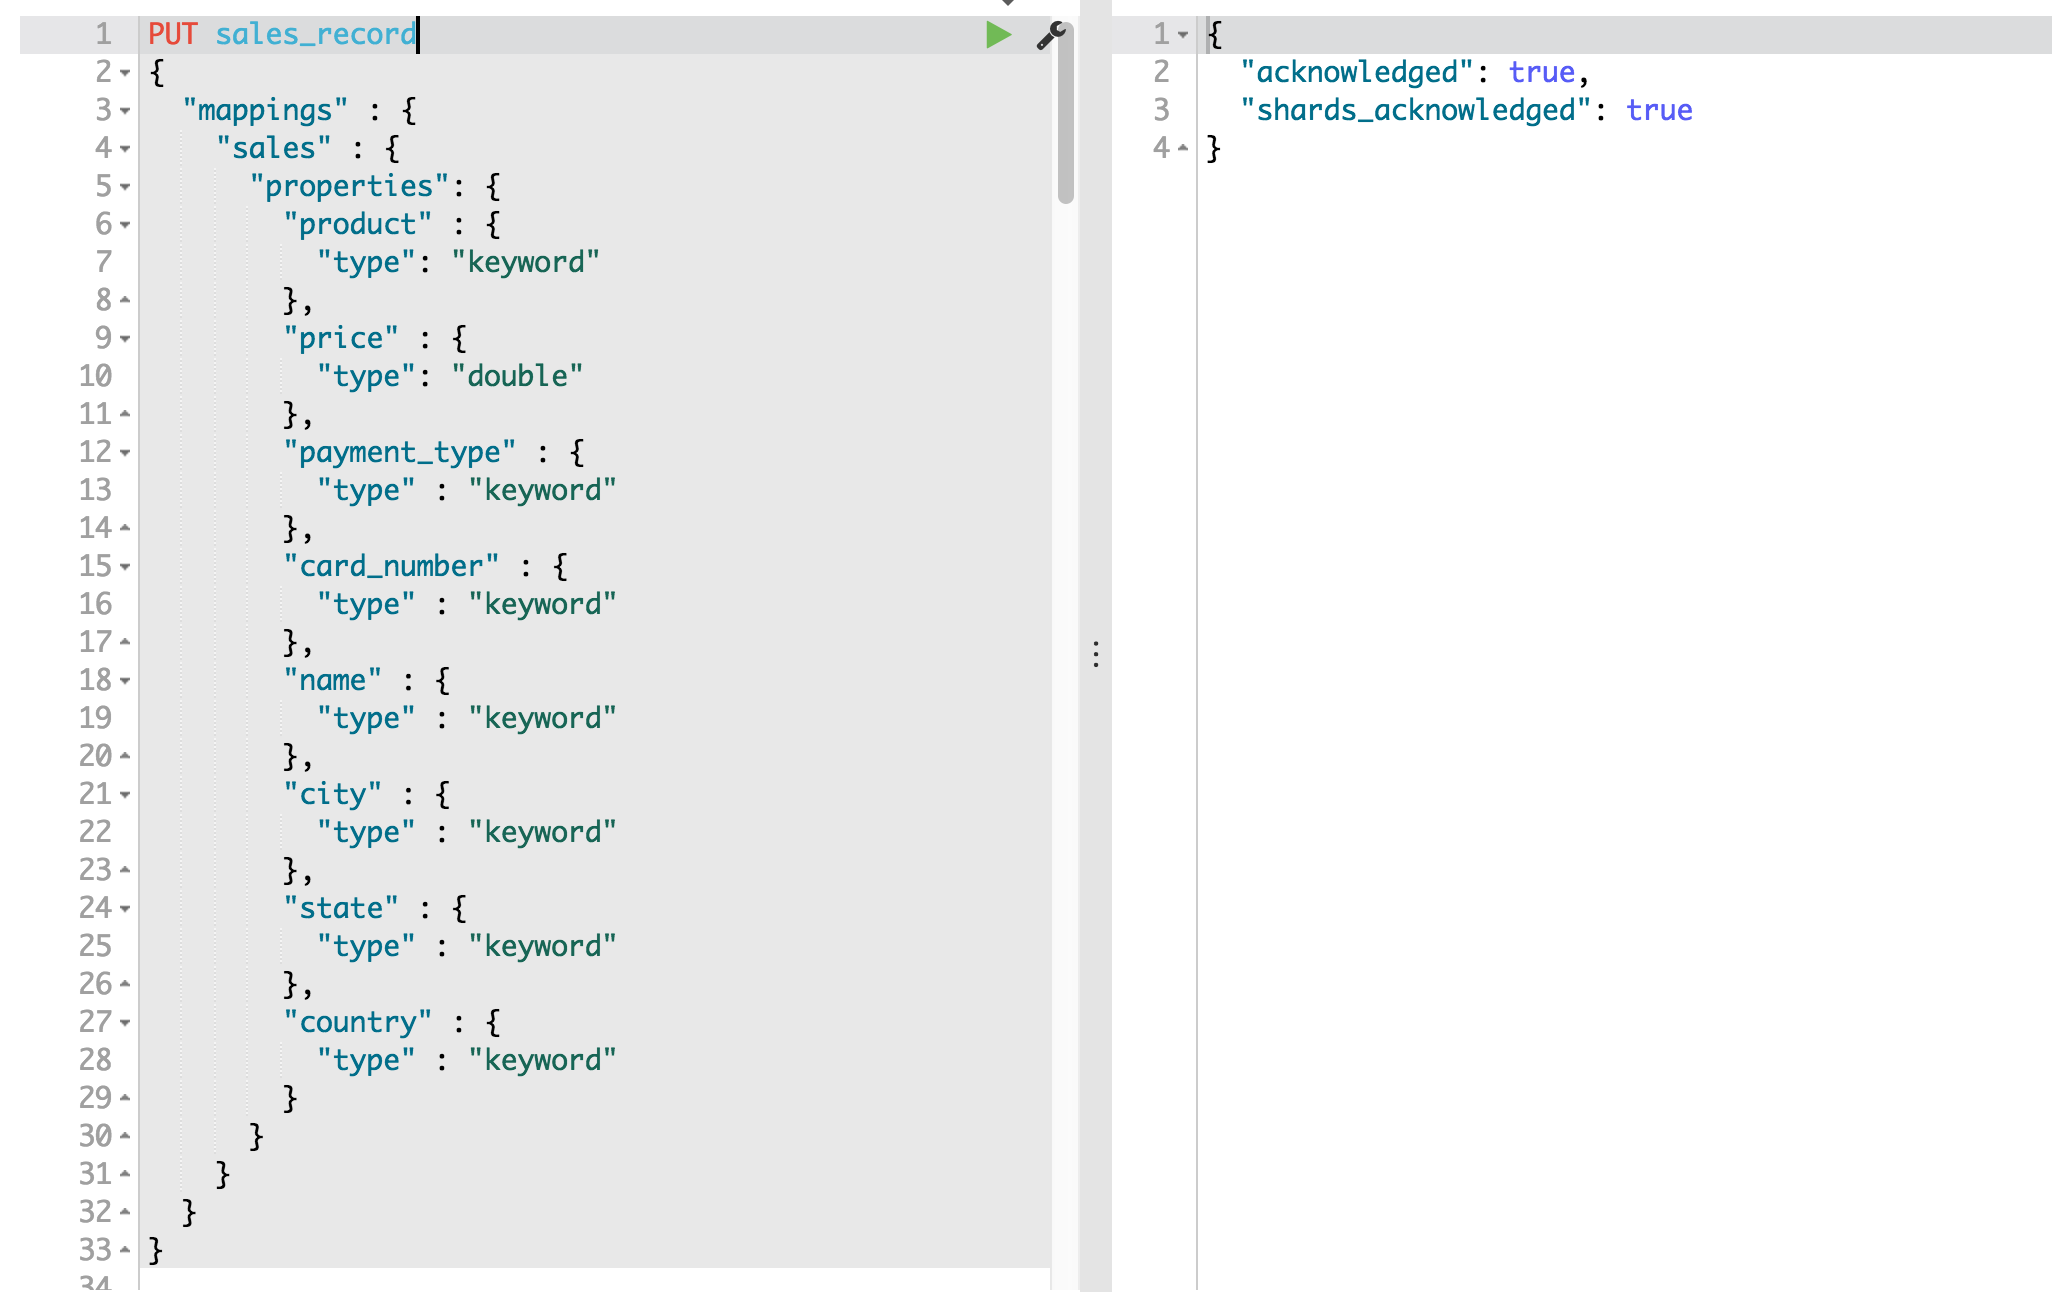 1 PUT sales_record
2 {
3 "mappings" : {
4 "sales" : {
5 "properties": {
6 "product" : {
7 "type": "keyword"
8 },
9 "price" : {
10 "type": "double"
11 },
12 "payment_type" : {
13 "type" : "keyword"
14 },
15 "card_number" : {
16 "type" : "keyword"
17 },
18 "name" : {
19 "type" : "keyword"
20 },
21 "city" : {
22 "type" : "keyword"
23 },
24 "state" : {
25 "type" : "keyword"
26 },
27 "country" : {
28 "type" : "keyword"
29 }
30 }
31 }
32 }
33 }
34
1 {
2 "acknowledged": true,
3 "shards_acknowledged": true
4 }